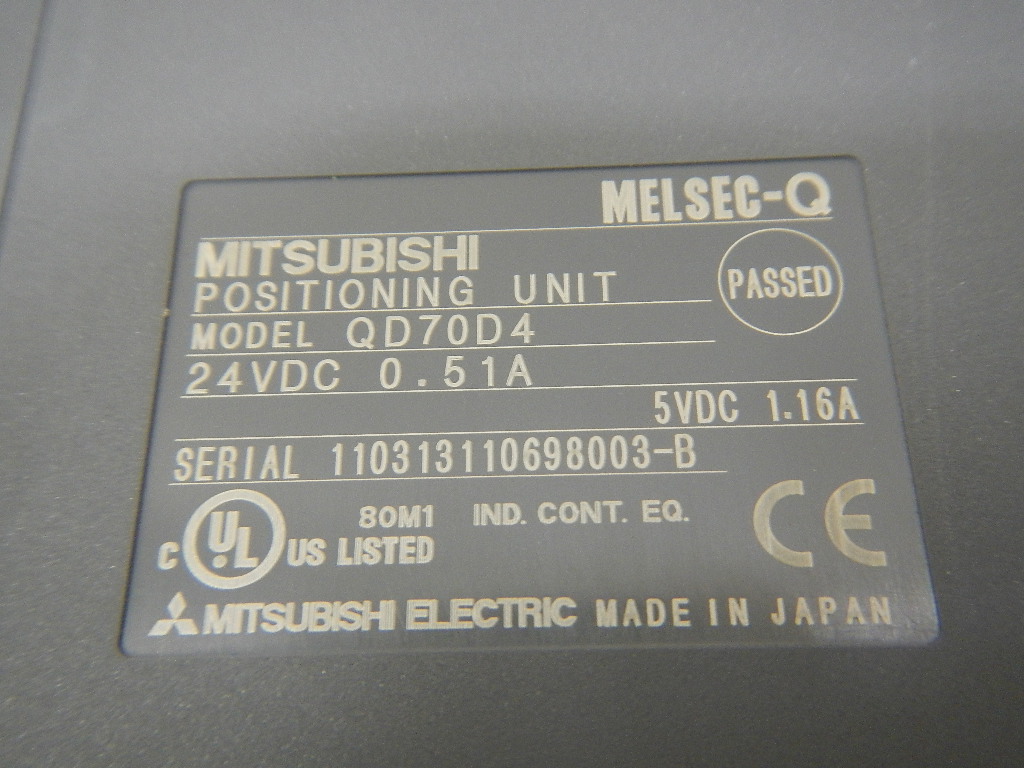 MELSEC-Q
MITSUBISHI
POSITIONING UNIT
PASSED
MODEL QD70D4
24VDC 0.51A
5VDC 1.16A
SERIAL 110313110698003-B
C UL US LISTED 80M1 IND. CONT. EQ.
CE
MITSUBISHI ELECTRIC MADE IN JAPAN